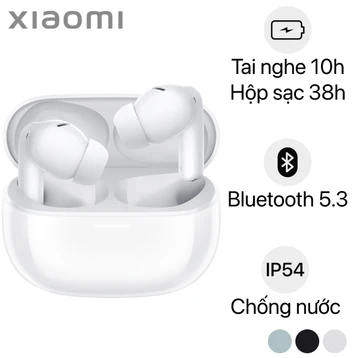 xiaomi
Tai nghe 10h
Hộp sạc 38h
Bluetooth 5.3
IP54
Chống nước